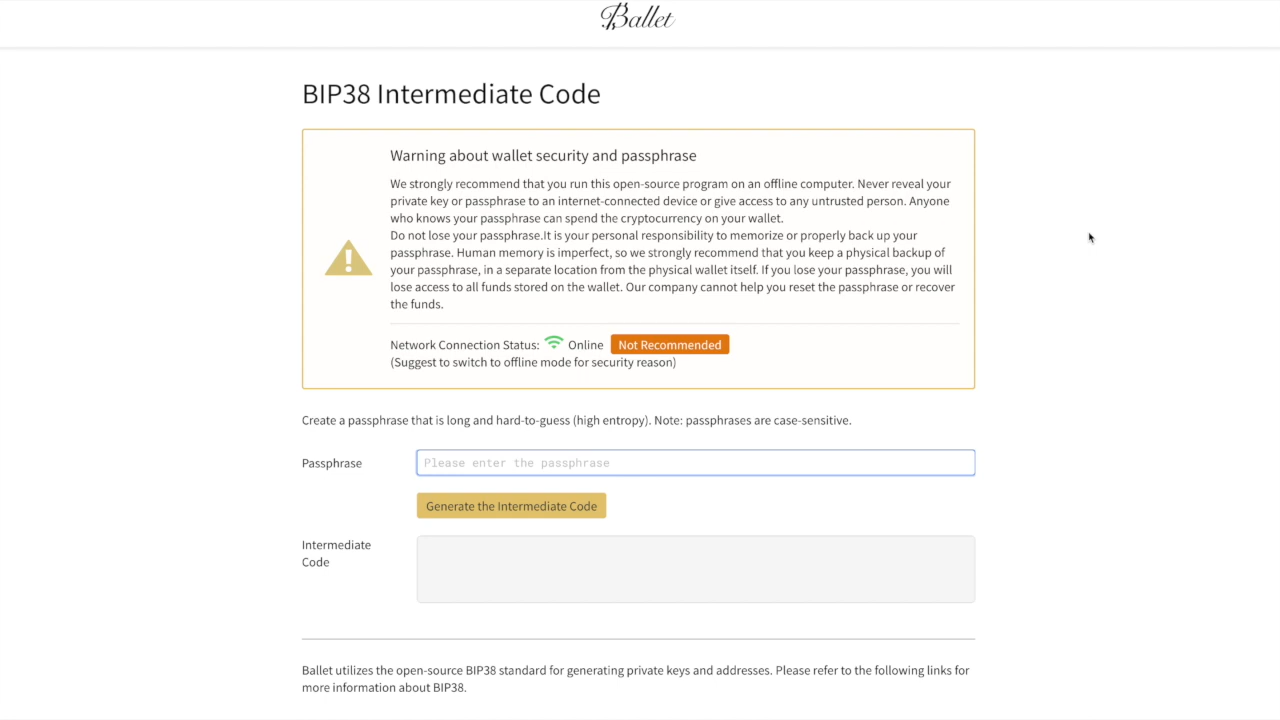 Ballet
BIP38 Intermediate Code
Warning about wallet security and passphrase
We strongly recommend that you run this open-source program on an offline computer. Never reveal your
private key or passphrase to an internet-connected device or give access to any untrusted person. Anyone
who knows your passphrase can spend the cryptocurrency on your wallet.
Do not lose your passphrase.It is your personal responsibility to memorize or properly back up your
passphrase. Human memory is imperfect, so we strongly recommend that you keep a physical backup of
your passphrase, in a separate location from the physical wallet itself. If you lose your passphrase, you will
lose access to all funds stored on the wallet. Our company cannot help you reset the passphrase or recover
the funds.
Network Connection Status: Online Not Recommended
(Suggest to switch to offline mode for security reason)
Create a passphrase that is long and hard-to-guess (high entropy). Note: passphrases are case-sensitive.
Passphrase Please enter the passphrase
Generate the Intermediate Code
Intermediate
Code
Ballet utilizes the open-source BIP38 standard for generating private keys and addresses. Please refer to the following links for
more information about BIP38.